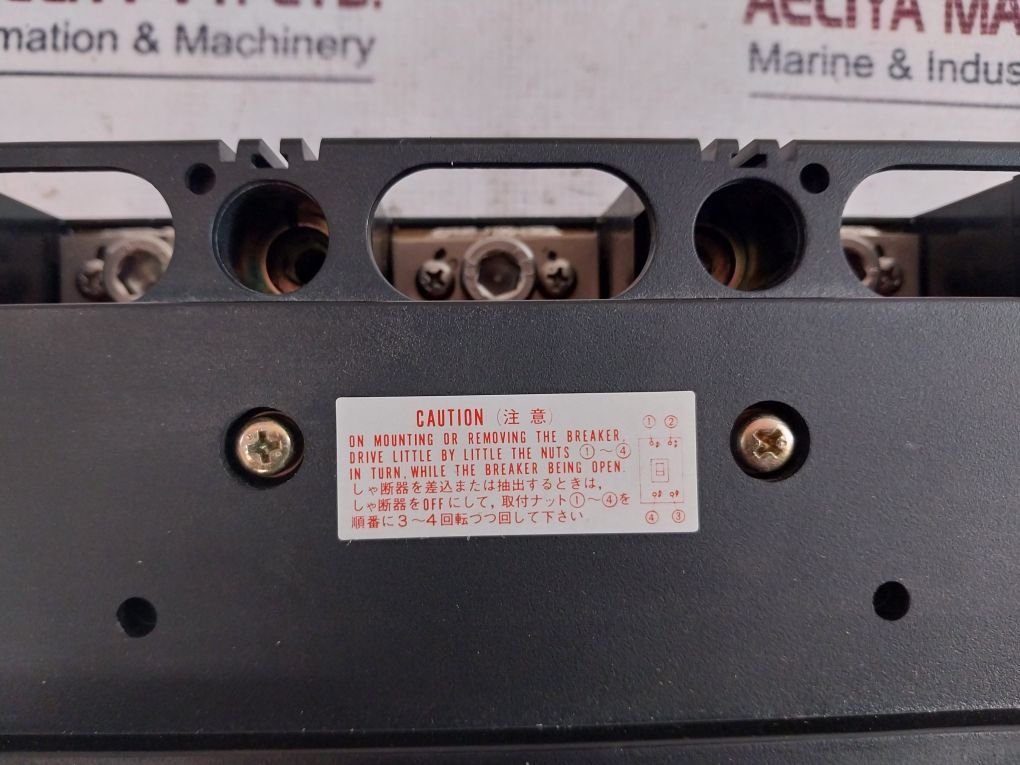 LTD.
mation & Machinery
AELIYA MA
Marine & Indus
CAUTION (注意)
ON MOUNTING OR REMOVING THE BREAKER,
DRIVE LITTLE BY LITTLE THE NUTS ①～④
IN TURN, WHILE THE BREAKER BEING OPEN.
しゃ断器を差込または抽出するときは，
しゃ断器をOFFにして，取付ナット①～④を
順番に３～４回転づつ回して下さい
① ②
④ ③